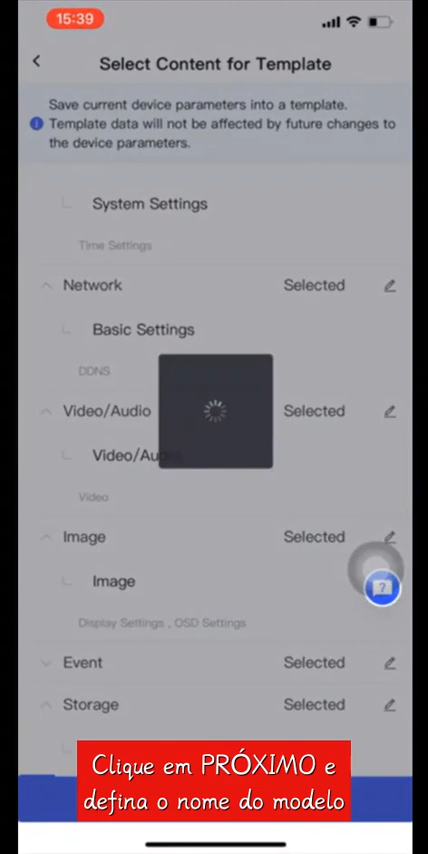 15:39
Select Content for Template
Save current device parameters into a template.
Template data will not be affected by future changes to
the device parameters.
System Settings
Time Settings
Network Selected
Basic Settings
DDNS
Video/Audio Selected
Video/Au
Video
Image Selected
Image
Display Settings , OSD Settings
Event Selected
Storage Selected
Clique em PRÓXIMO e
defina o nome do modelo